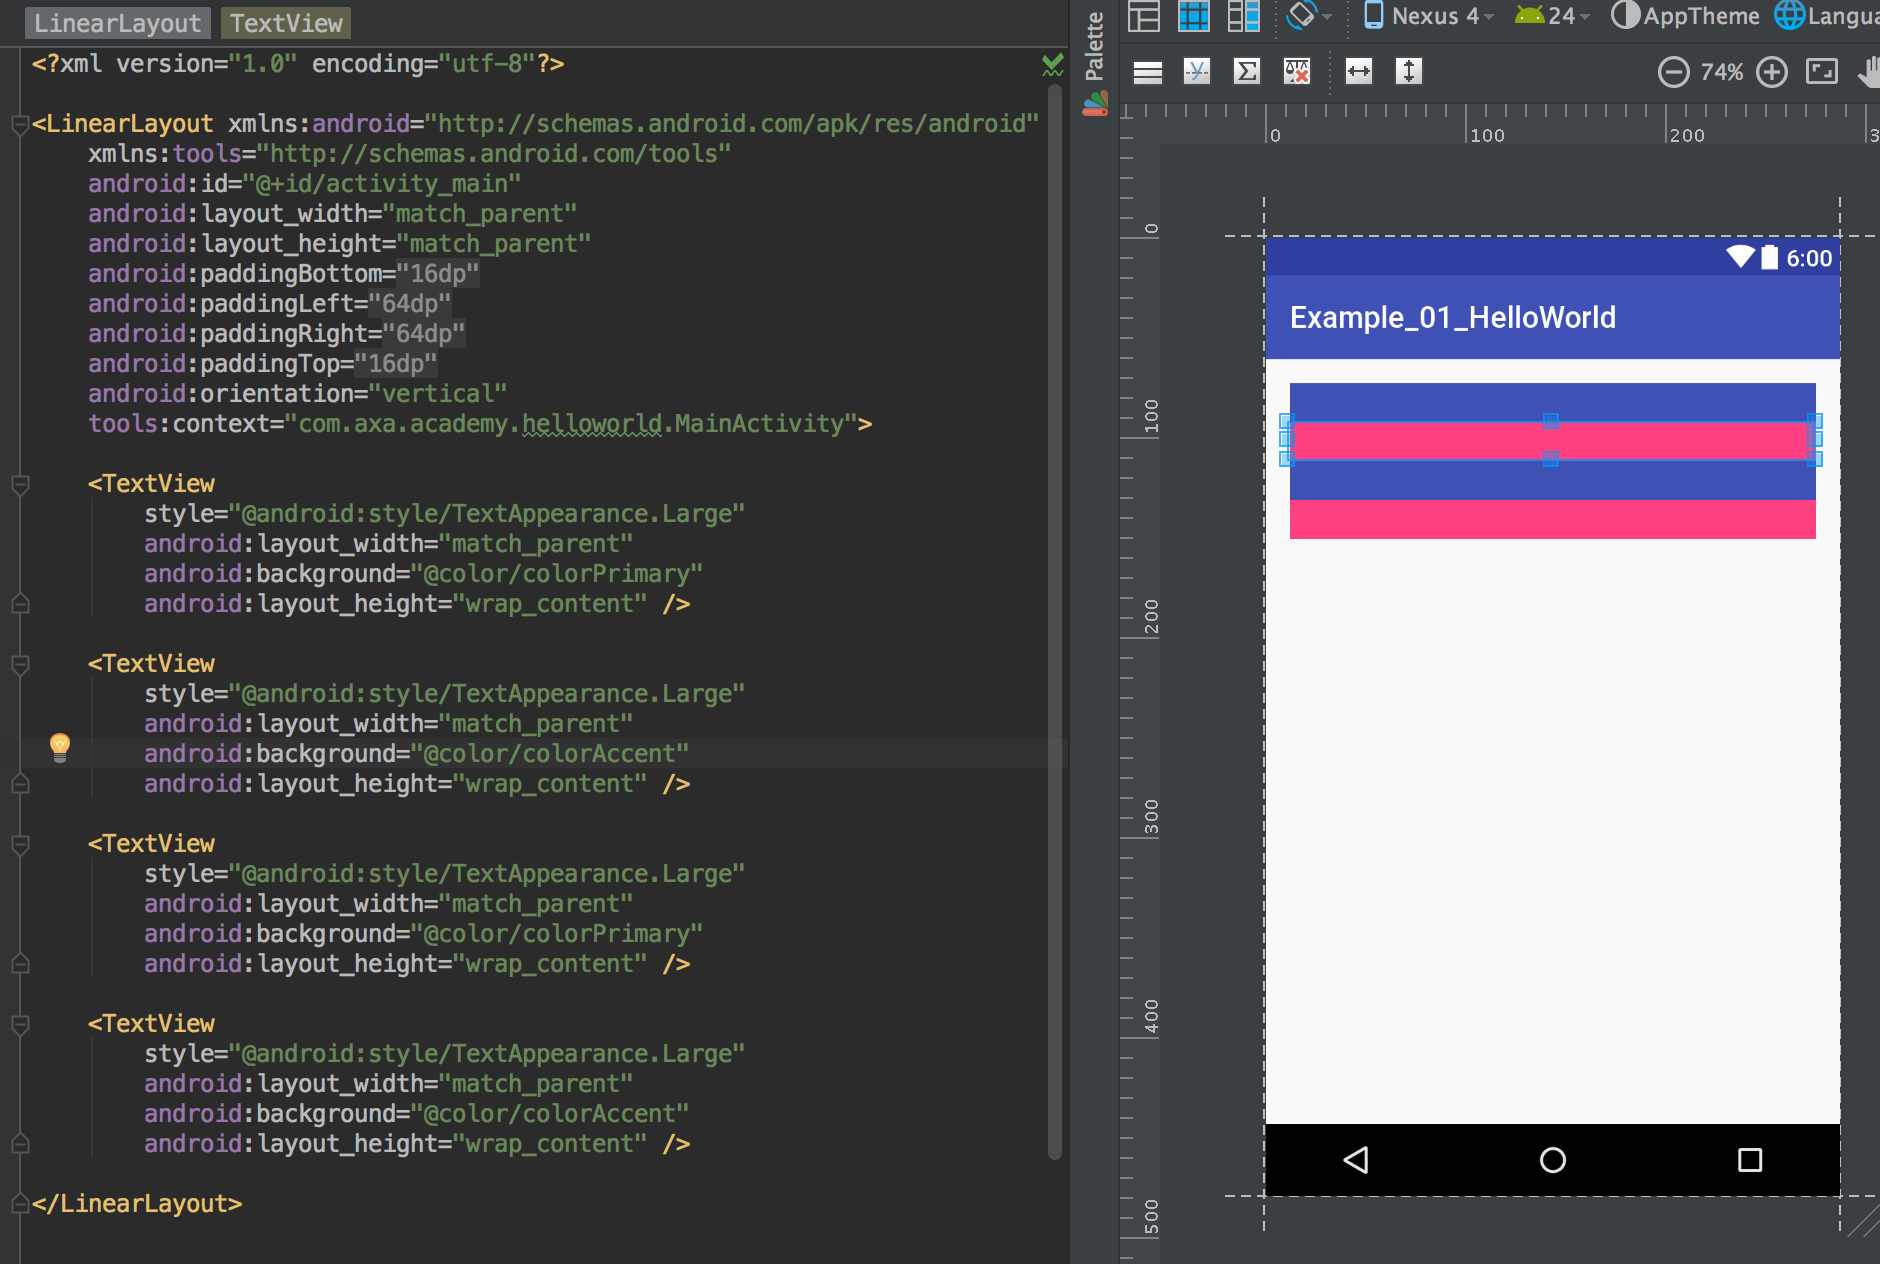 LinearLayout TextView
<?xml version="1.0" encoding="utf-8"?>
<LinearLayout xmlns:android="http://schemas.android.com/apk/res/android"
xmlns:tools="http://schemas.android.com/tools"
android:id="@+id/activity_main"
android:layout_width="match_parent"
android:layout_height="match_parent"
android:paddingBottom="16dp"
android:paddingLeft="64dp"
android:paddingRight="64dp"
android:paddingTop="16dp"
android:orientation="vertical"
tools:context="com.axa.academy.helloworld.MainActivity">
<TextView
style="@android:style/TextAppearance.Large"
android:layout_width="match_parent"
android:background="@color/colorPrimary"
android:layout_height="wrap_content" />
<TextView
style="@android:style/TextAppearance.Large"
android:layout_width="match_parent"
android:background="@color/colorAccent"
android:layout_height="wrap_content" />
<TextView
style="@android:style/TextAppearance.Large"
android:layout_width="match_parent"
android:background="@color/colorPrimary"
android:layout_height="wrap_content" />
<TextView
style="@android:style/TextAppearance.Large"
android:layout_width="match_parent"
android:background="@color/colorAccent"
android:layout_height="wrap_content" />
</LinearLayout>
Palette
Nexus 4 24 AppTheme Langua
74%
0 100 200 3
0
100
200
300
400
500
6:00
Example_01_HelloWorld